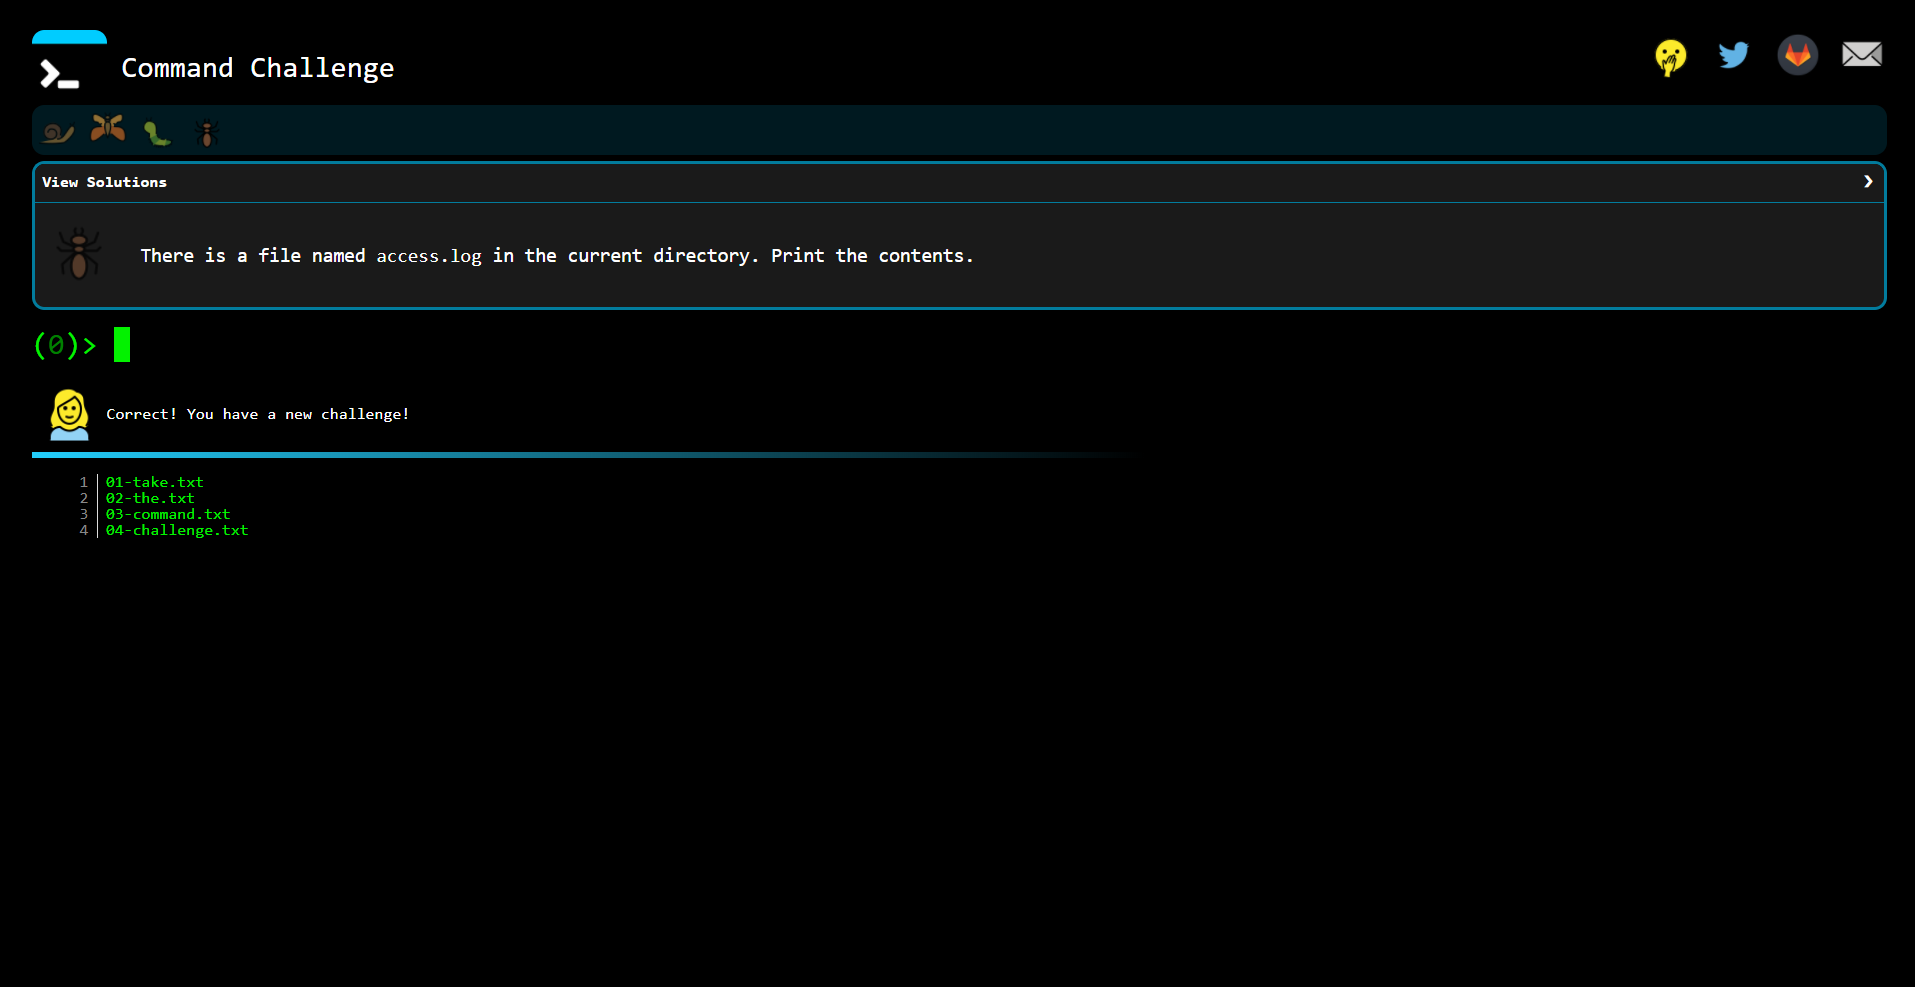 Command Challenge
View Solutions
There is a file named access.log in the current directory. Print the contents.
(0)>
Correct! You have a new challenge!
1 01-take.txt
2 02-the.txt
3 03-command.txt
4 04-challenge.txt